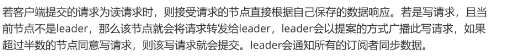 若客户端提交的请求为读请求时，则接受请求的节点直接根据自己保存的数据响应。若是写请求，且当
前节点不是leader，那么该节点就会将请求转发给leader，leader会以提案的方式广播此写请求，如果
超过半数的节点同意写请求，则该写请求就会提交。leader会通知所有的订阅者同步数据。